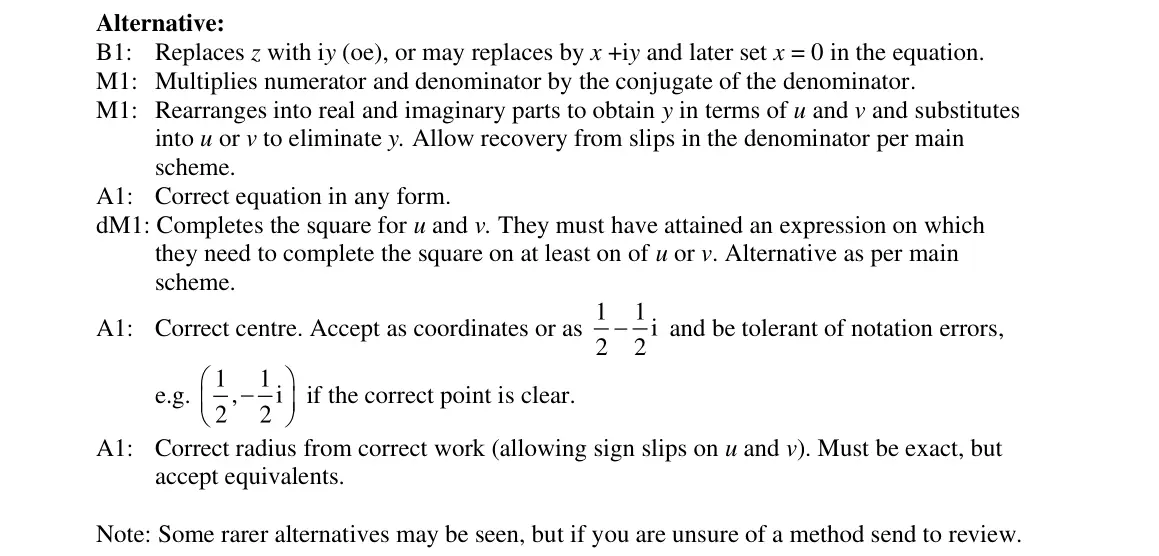 Alternative:
B1: Replaces z with iy (oe), or may replaces by x +iy and later set x = 0 in the equation.
M1: Multiplies numerator and denominator by the conjugate of the denominator.
M1: Rearranges into real and imaginary parts to obtain y in terms of u and v and substitutes
into u or v to eliminate y. Allow recovery from slips in the denominator per main
scheme.
A1: Correct equation in any form.
dM1: Completes the square for u and v. They must have attained an expression on which
they need to complete the square on at least on of u or v. Alternative as per main
scheme.
A1: Correct centre. Accept as coordinates or as 1/2 − 1/2 i and be tolerant of notation errors,
e.g. (1/2, −1/2 i) if the correct point is clear.
A1: Correct radius from correct work (allowing sign slips on u and v). Must be exact, but
accept equivalents.
Note: Some rarer alternatives may be seen, but if you are unsure of a method send to review.